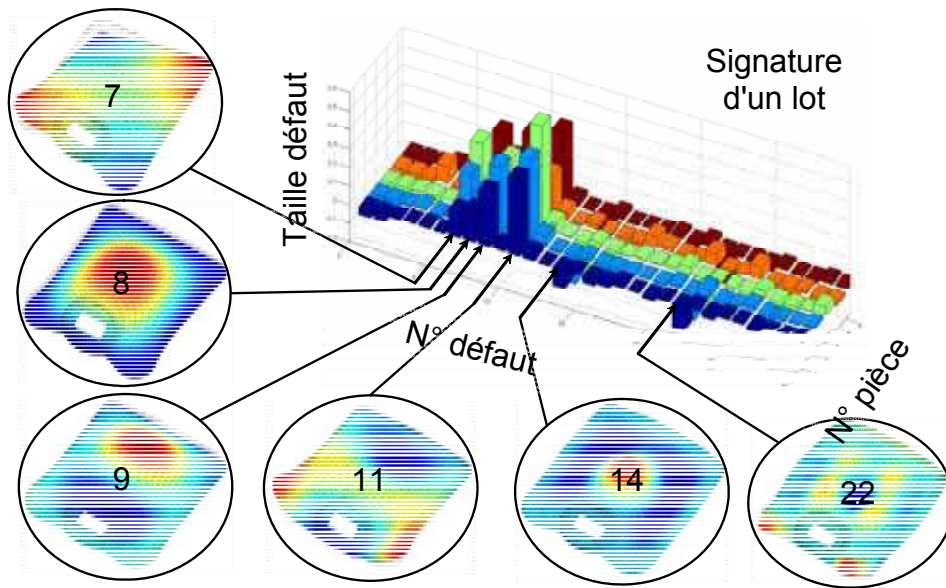 Signature
d'un lot
Taille défaut
N° défaut
N° pièce
7
8
9
11
14
22